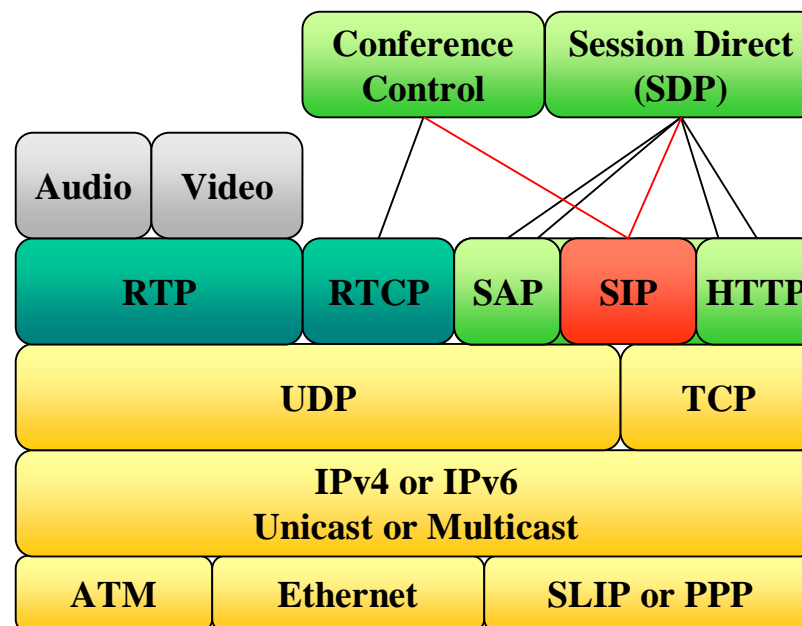 Conference
Control
Session Direct
(SDP)
Audio
Video
RTP
RTCP
SAP
SIP
HTTP
UDP
TCP
IPv4 or IPv6
Unicast or Multicast
ATM
Ethernet
SLIP or PPP